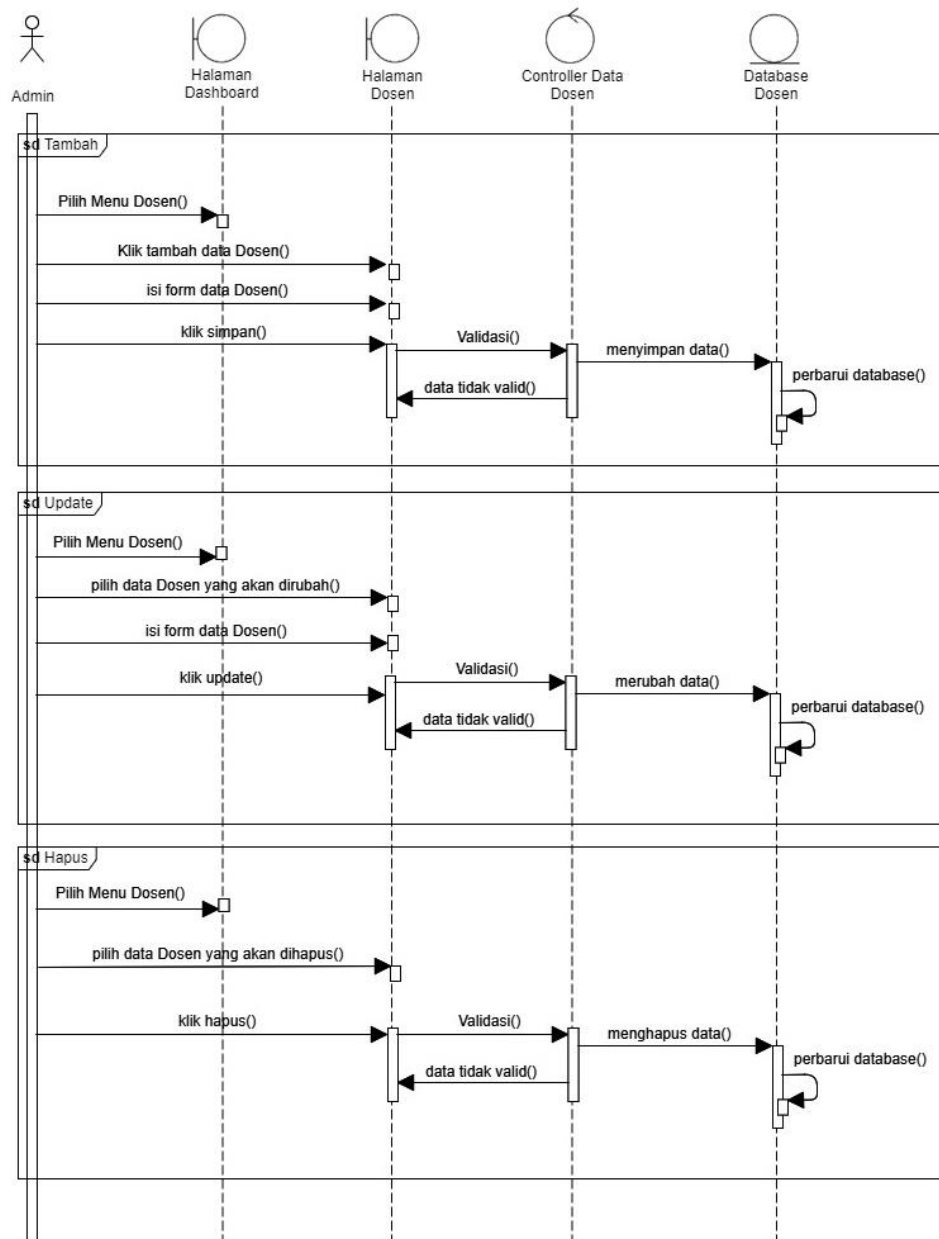 Admin
Halaman
Dashboard
Halaman
Dosen
Controller Data
Dosen
Database
Dosen
sd Tambah
Pilih Menu Dosen()
Klik tambah data Dosen()
isi form data Dosen()
klik simpan()
Validasi()
menyimpan data()
data tidak valid()
perbarui database()
sd Update
Pilih Menu Dosen()
pilih data Dosen yang akan dirubah()
isi form data Dosen()
klik update()
Validasi()
merubah data()
data tidak valid()
perbarui database()
sd Hapus
Pilih Menu Dosen()
pilih data Dosen yang akan dihapus()
klik hapus()
Validasi()
menghapus data()
data tidak valid()
perbarui database()